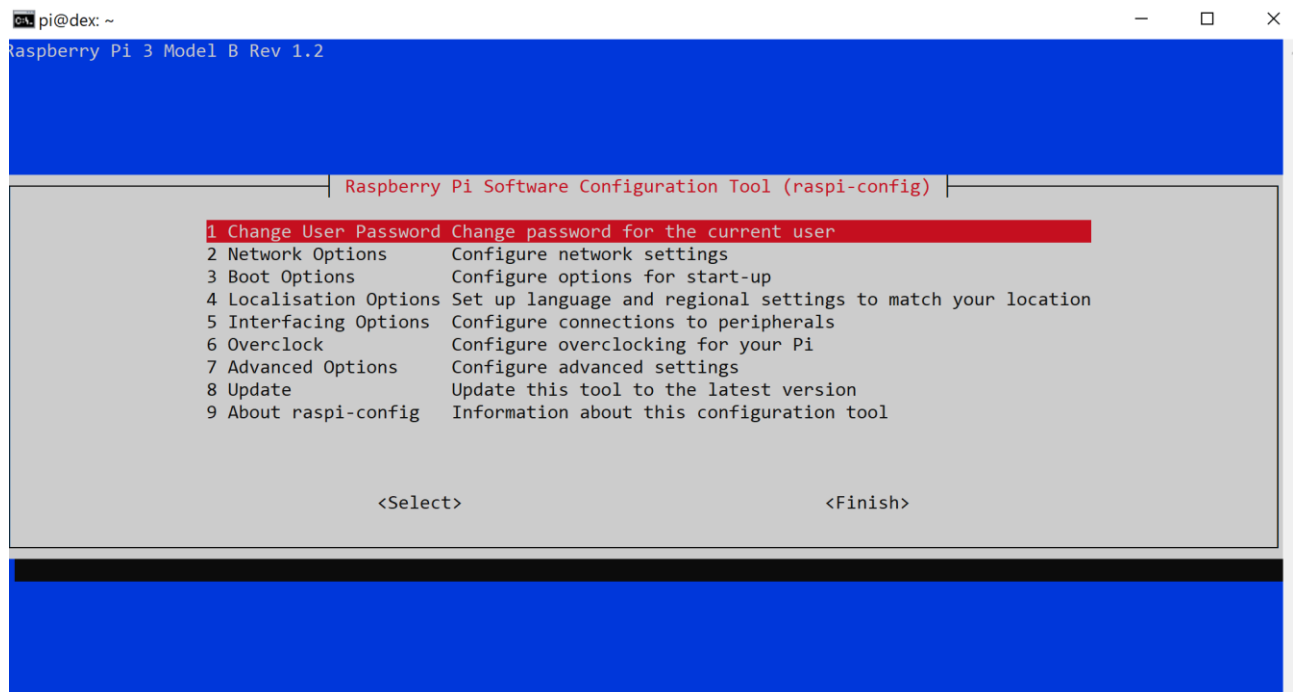 pi@dex: ~
Raspberry Pi 3 Model B Rev 1.2
Raspberry Pi Software Configuration Tool (raspi-config)
1 Change User Password Change password for the current user
2 Network Options Configure network settings
3 Boot Options Configure options for start-up
4 Localisation Options Set up language and regional settings to match your location
5 Interfacing Options Configure connections to peripherals
6 Overclock Configure overclocking for your Pi
7 Advanced Options Configure advanced settings
8 Update Update this tool to the latest version
9 About raspi-config Information about this configuration tool
<Select> <Finish>